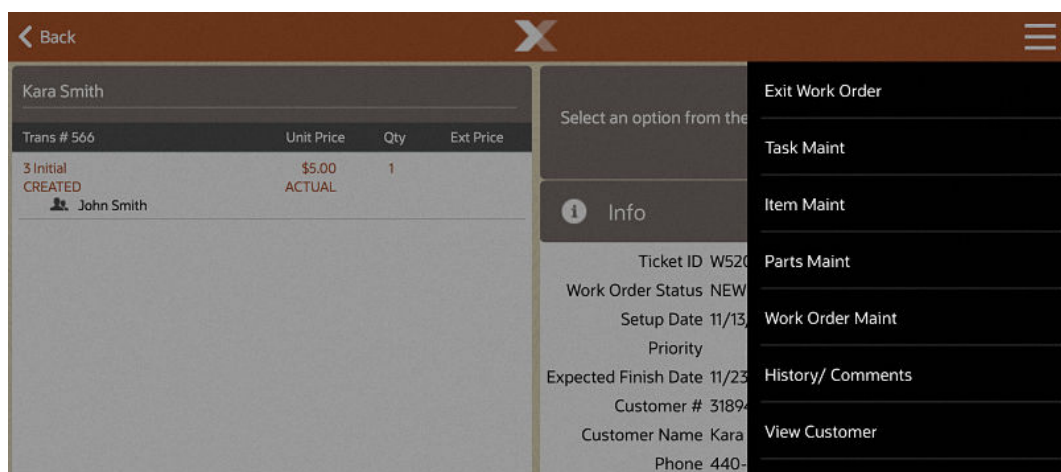 Back
Kara Smith
Trans # 566 Unit Price Qty Ext Price
3 Initial $5.00 1
CREATED ACTUAL
John Smith
Select an option from the
Info
Ticket ID W520
Work Order Status NEW
Setup Date 11/13/
Priority
Expected Finish Date 11/23
Customer # 31894
Customer Name Kara
Phone 440-
Exit Work Order
Task Maint
Item Maint
Parts Maint
Work Order Maint
History/ Comments
View Customer